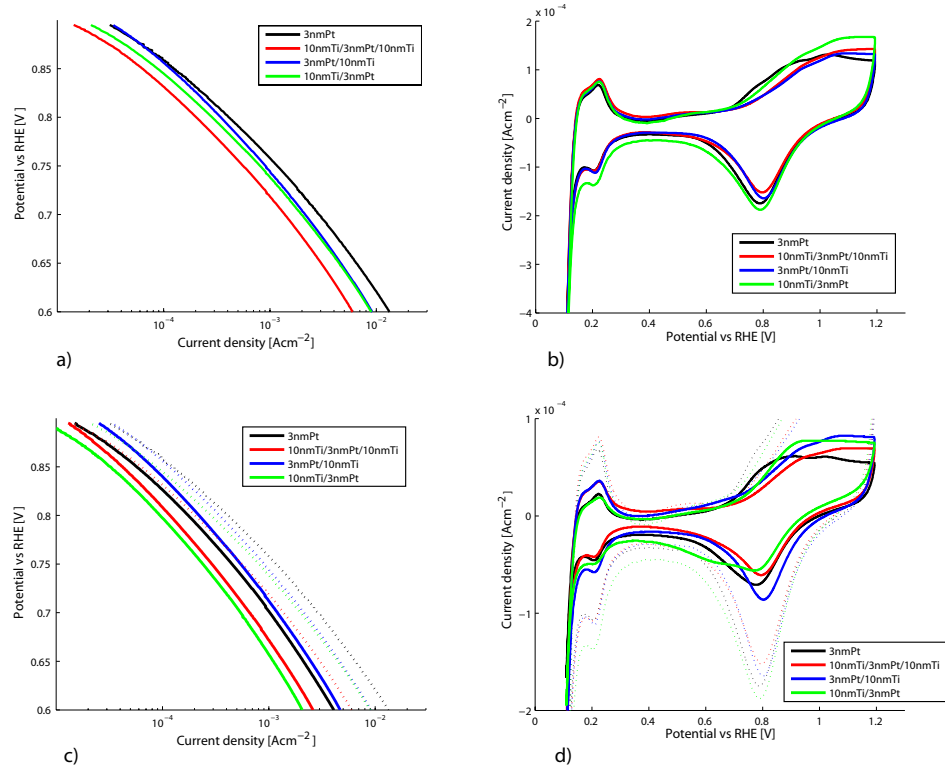 0.85
0.8
0.75
0.7
0.65
0.6
10⁻⁴
10⁻³
10⁻²
Potential vs RHE [V]
Current density [Acm⁻²]
3nmPt
10nmTi/3nmPt/10nmTi
3nmPt/10nmTi
10nmTi/3nmPt
a)
x 10⁻⁴
2
1
0
−1
−2
−3
−4
0
0.2
0.4
0.6
0.8
1
1.2
Current density [Acm⁻²]
Potential vs RHE [V]
3nmPt
10nmTi/3nmPt/10nmTi
3nmPt/10nmTi
10nmTi/3nmPt
b)
0.85
0.8
0.75
0.7
0.65
0.6
10⁻⁴
10⁻³
10⁻²
Potential vs RHE [V]
Current density [Acm⁻²]
3nmPt
10nmTi/3nmPt/10nmTi
3nmPt/10nmTi
10nmTi/3nmPt
c)
x 10⁻⁴
1
0
−1
−2
0
0.2
0.4
0.6
0.8
1
1.2
Current density [Acm⁻²]
Potential vs RHE [V]
3nmPt
10nmTi/3nmPt/10nmTi
3nmPt/10nmTi
10nmTi/3nmPt
d)